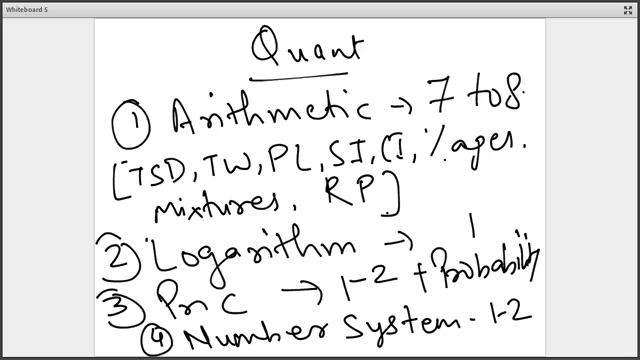 Whiteboard 5
Quant
① Arithmetic → 7 to 8.
[TSD, TW, PL, SI, CI, %ages.
mixtures, RP]
② Logarithm → 1
③ PnC → 1-2 + Probability
④ Number System - 1-2